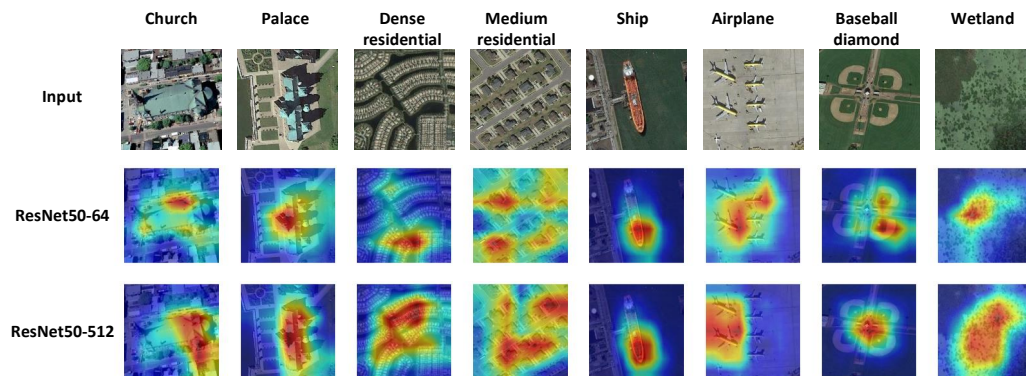 Church Palace Dense residential Medium residential Ship Airplane Baseball diamond Wetland
Input
ResNet50-64
ResNet50-512